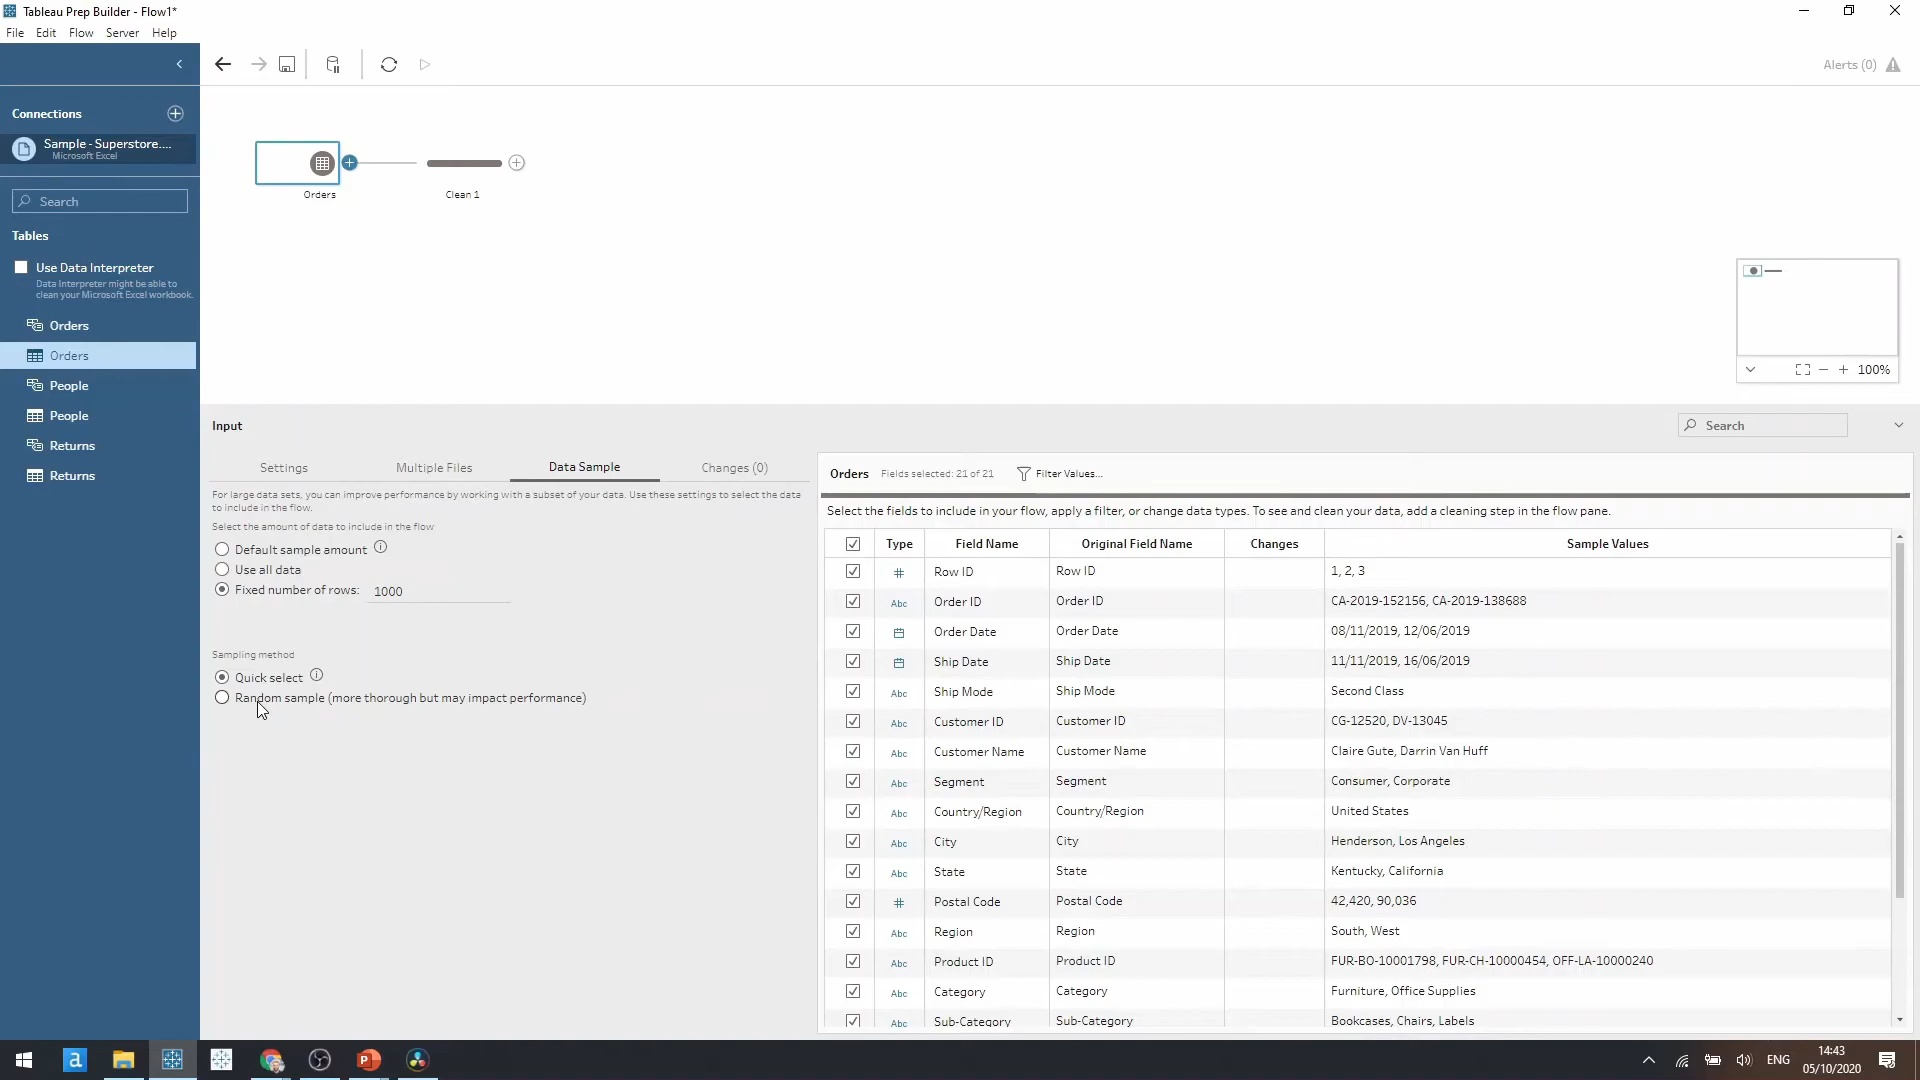 Tableau Prep Builder - Flow1*
File Edit Flow Server Help
Alerts (0)
Connections
Sample - Superstore....
Microsoft Excel
Search
Tables
Use Data Interpreter
Data Interpreter might be able to
clean your Microsoft Excel workbook.
Orders
Orders
People
People
Returns
Returns
Orders
Clean 1
100%
Input
Search
Settings Multiple Files Data Sample Changes (0)
For large data sets, you can improve performance by working with a subset of your data. Use these settings to select the data
to include in the flow.
Select the amount of data to include in the flow
Default sample amount
Use all data
Fixed number of rows: 1000
Sampling method
Quick select
Random sample (more thorough but may impact performance)
Orders Fields selected: 21 of 21 Filter Values...
Select the fields to include in your flow, apply a filter, or change data types. To see and clean your data, add a cleaning step in the flow pane.
Type Field Name Original Field Name Changes Sample Values
# Row ID Row ID 1, 2, 3
Abc Order ID Order ID CA-2019-152156, CA-2019-138688
Order Date Order Date 08/11/2019, 12/06/2019
Ship Date Ship Date 11/11/2019, 16/06/2019
Abc Ship Mode Ship Mode Second Class
Abc Customer ID Customer ID CG-12520, DV-13045
Abc Customer Name Customer Name Claire Gute, Darrin Van Huff
Abc Segment Segment Consumer, Corporate
Abc Country/Region Country/Region United States
Abc City City Henderson, Los Angeles
Abc State State Kentucky, California
# Postal Code Postal Code 42,420, 90,036
Abc Region Region South, West
Abc Product ID Product ID FUR-BO-10001798, FUR-CH-10000454, OFF-LA-10000240
Abc Category Category Furniture, Office Supplies
Abc Sub-Category Sub-Category Bookcases, Chairs, Labels
ENG
14:43
05/10/2020